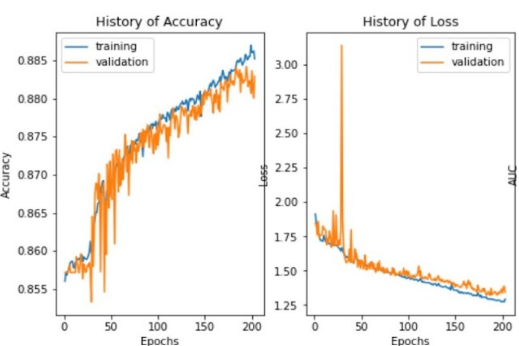 History of Accuracy
training
validation
0.885
0.880
0.875
0.870
0.865
0.860
0.855
Accuracy
0
50
100
150
200
Epochs
History of Loss
training
validation
3.00
2.75
2.50
2.25
2.00
1.75
1.50
1.25
Loss
0
50
100
150
200
Epochs
AUC